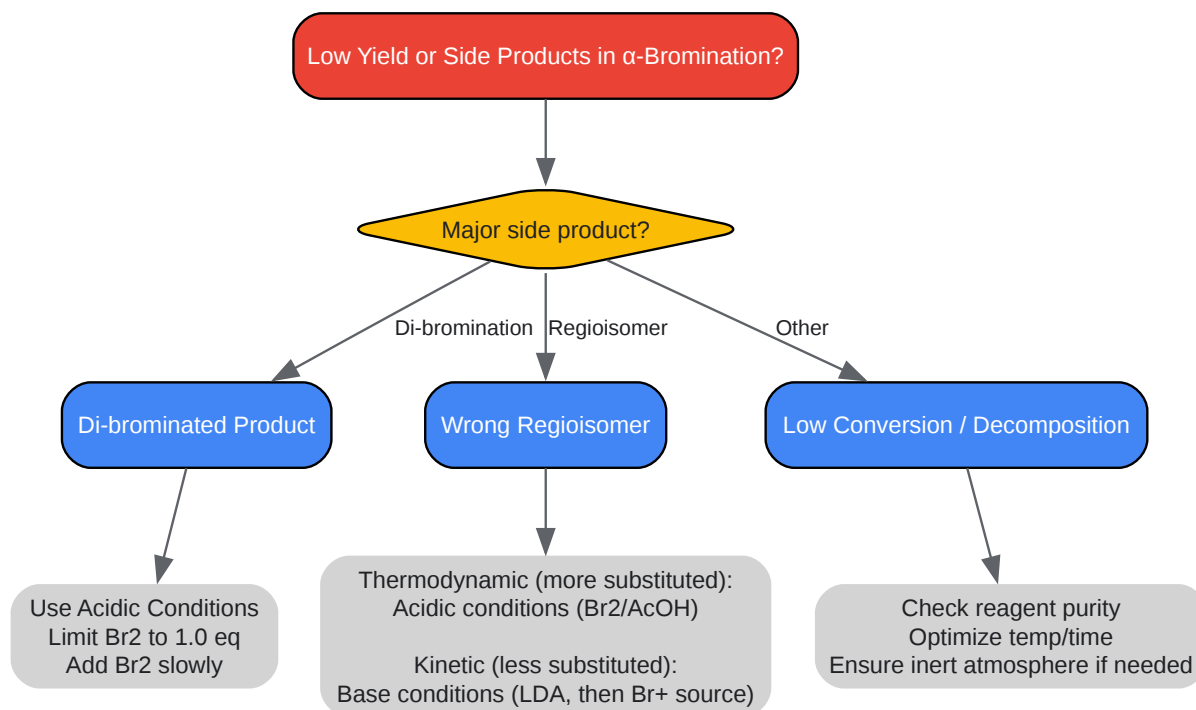 Low Yield or Side Products in α-Bromination?
Major side product?
Di-bromination
Regioisomer
Other
Di-brominated Product
Wrong Regioisomer
Low Conversion / Decomposition
Use Acidic Conditions
Limit Br2 to 1.0 eq
Add Br2 slowly
Thermodynamic (more substituted):
Acidic conditions (Br2/AcOH)
Kinetic (less substituted):
Base conditions (LDA, then Br+ source)
Check reagent purity
Optimize temp/time
Ensure inert atmosphere if needed